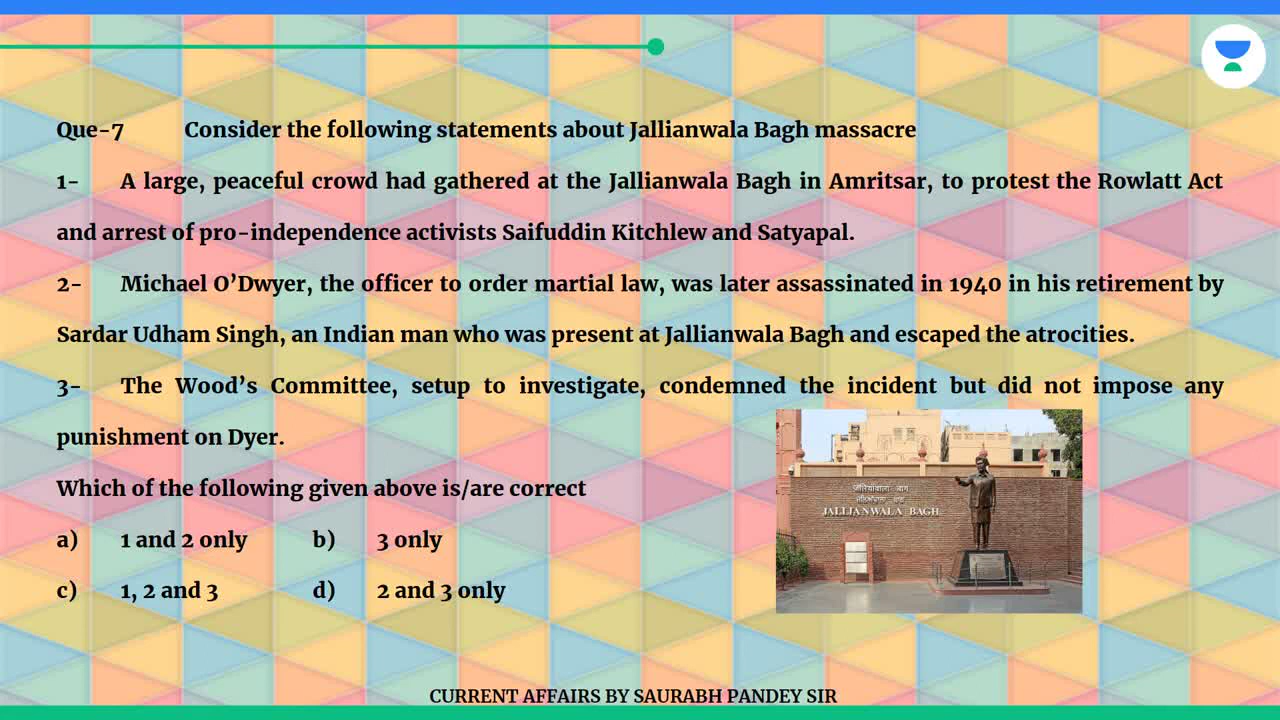 Que-7 Consider the following statements about Jallianwala Bagh massacre
1- A large, peaceful crowd had gathered at the Jallianwala Bagh in Amritsar, to protest the Rowlatt Act
and arrest of pro-independence activists Saifuddin Kitchlew and Satyapal.
2- Michael O’Dwyer, the officer to order martial law, was later assassinated in 1940 in his retirement by
Sardar Udham Singh, an Indian man who was present at Jallianwala Bagh and escaped the atrocities.
3- The Wood’s Committee, setup to investigate, condemned the incident but did not impose any
punishment on Dyer.
Which of the following given above is/are correct
a) 1 and 2 only b) 3 only
c) 1, 2 and 3 d) 2 and 3 only
JALLIANWALA BAGH
CURRENT AFFAIRS BY SAURABH PANDEY SIR